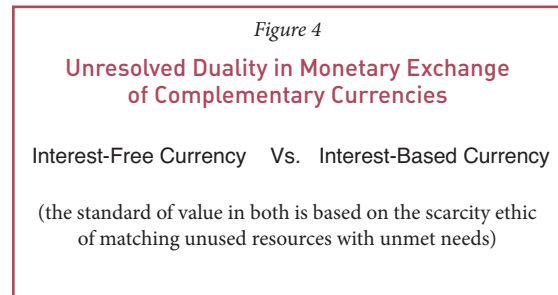 Figure 4
Unresolved Duality in Monetary Exchange
of Complementary Currencies
Interest-Free Currency Vs. Interest-Based Currency
(the standard of value in both is based on the scarcity ethic
of matching unused resources with unmet needs)